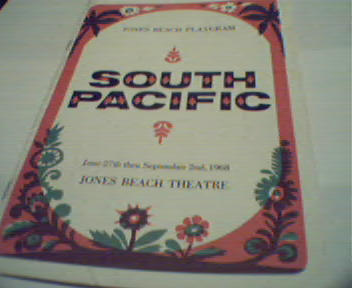 JONES BEACH PLAYGRAM
SOUTH
PACIFIC
June 27th thru September 2nd, 1968
JONES BEACH THEATRE